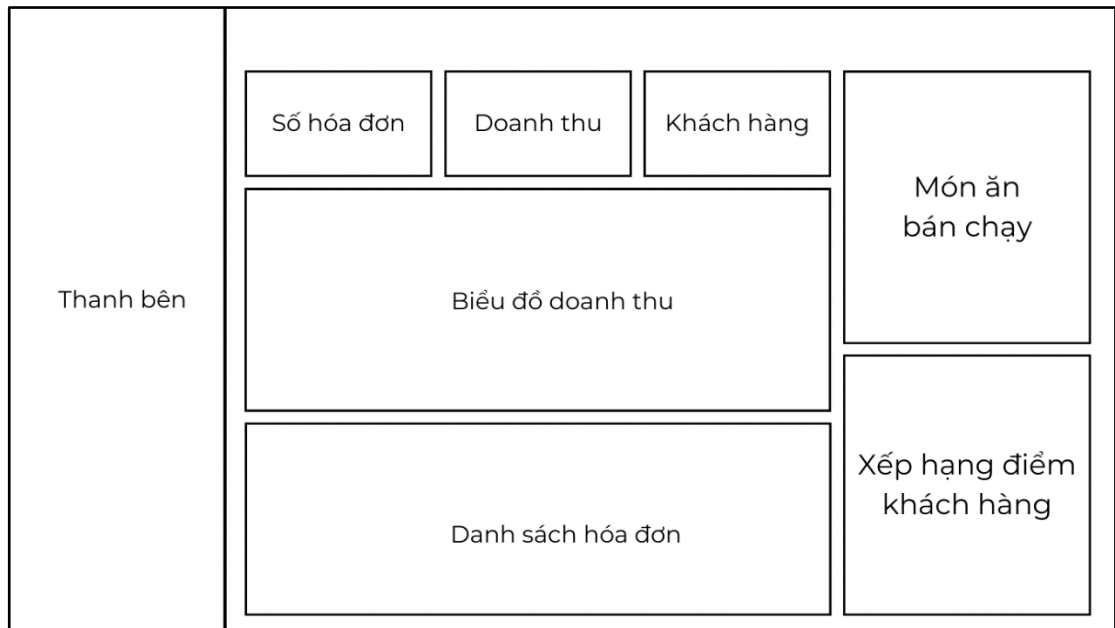 Số hóa đơn
Doanh thu
Khách hàng
Món ăn
bán chạy
Thanh bên
Biểu đồ doanh thu
Xếp hạng điểm
khách hàng
Danh sách hóa đơn